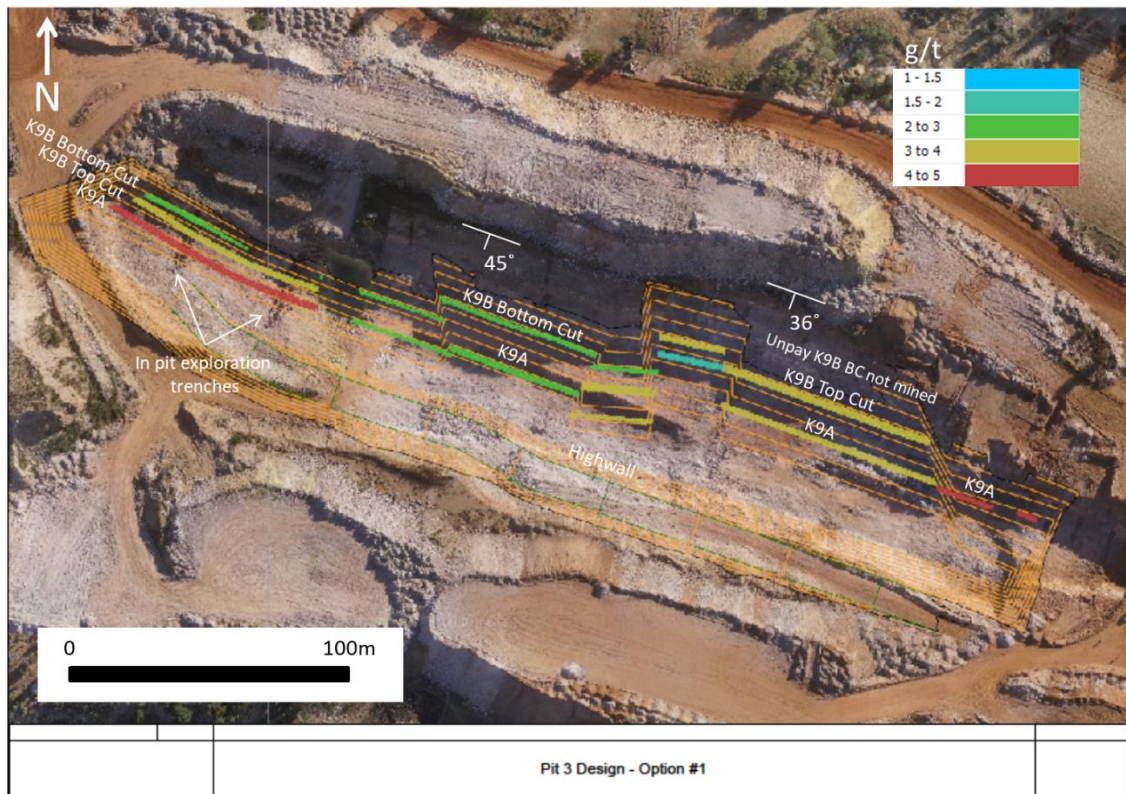 N
g/t
1 - 1.5
1.5 - 2
2 to 3
3 to 4
4 to 5
K9B Bottom Cut
K9B Top Cut
K9A
45°
36°
K9B Bottom Cut
Unpay K9B BC not mined
K9B Top Cut
K9A
K9A
K9A
In pit exploration
trenches
Highwall
0 100m
Pit 3 Design - Option #1